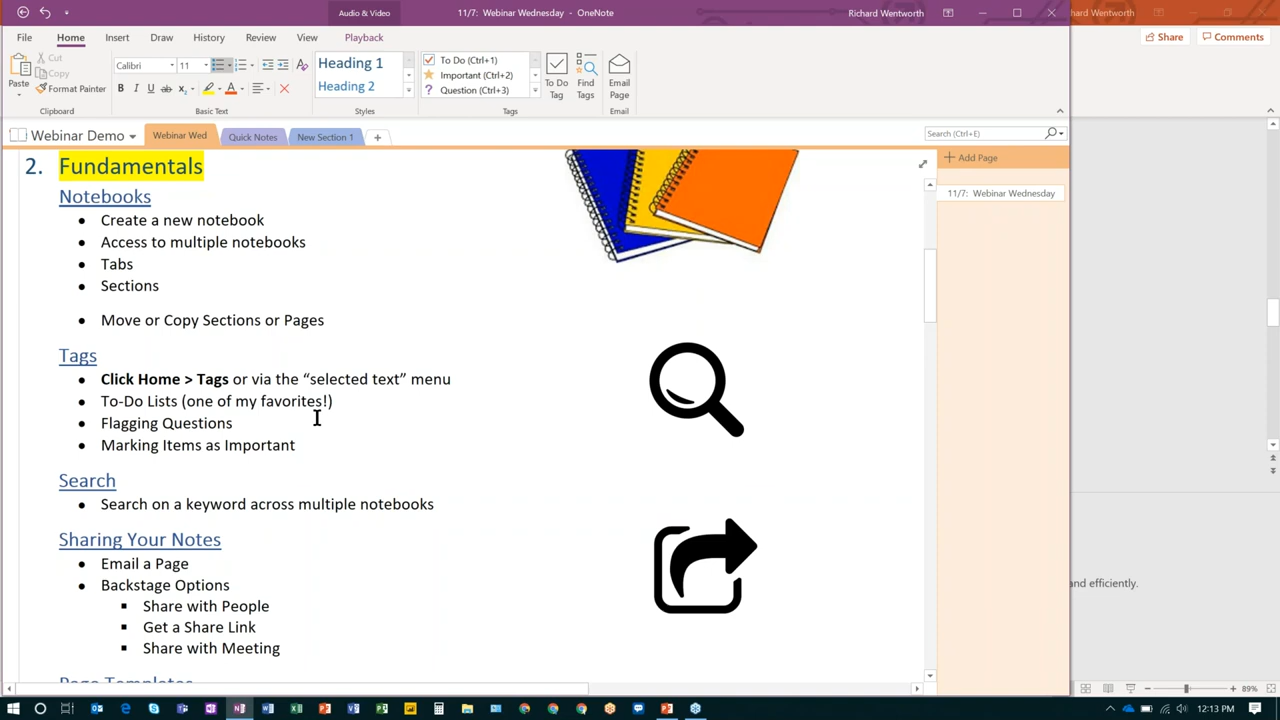 Audio & Video
11/7: Webinar Wednesday - OneNote
Richard Wentworth
Richard Wentworth
File
Home
Insert
Draw
History
Review
View
Playback
Share
Comments
Paste
Cut
Copy
Format Painter
Clipboard
Calibri
11
B I U ab x₂ A
Basic Text
Heading 1
Heading 2
Styles
To Do (Ctrl+1)
Important (Ctrl+2)
? Question (Ctrl+3)
To Do
Tag
Find
Tags
Tags
Email
Page
Email
Webinar Demo
Webinar Wed
Quick Notes
New Section 1
Search (Ctrl+E)
Add Page
11/7: Webinar Wednesday
2. Fundamentals
Notebooks
• Create a new notebook
• Access to multiple notebooks
• Tabs
• Sections
• Move or Copy Sections or Pages
Tags
• Click Home > Tags or via the “selected text” menu
• To-Do Lists (one of my favorites!)
• Flagging Questions
• Marking Items as Important
Search
• Search on a keyword across multiple notebooks
Sharing Your Notes
• Email a Page
• Backstage Options
▪ Share with People
▪ Get a Share Link
▪ Share with Meeting
Page Templates
and efficiently.
89%
12:13 PM